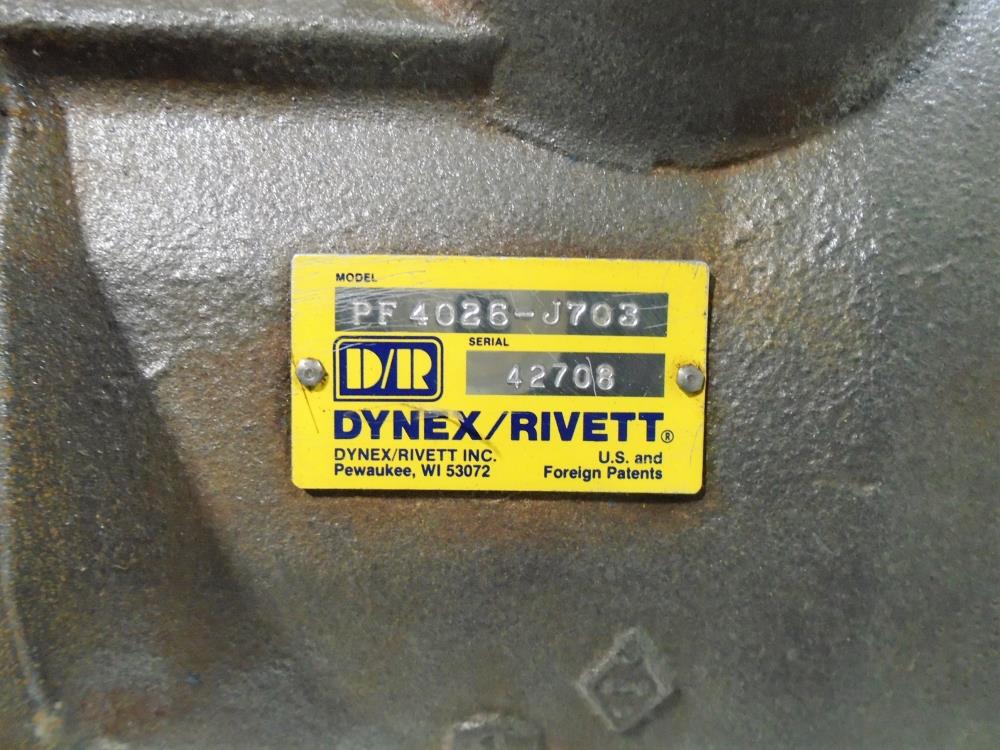 MODEL
PF 4026-J703
SERIAL
42708
D/R
DYNEX/RIVETT®
DYNEX/RIVETT INC.
Pewaukee, WI 53072
U.S. and
Foreign Patents